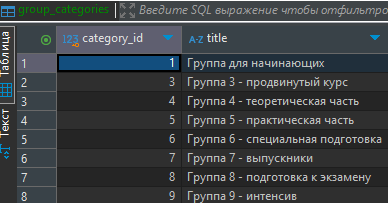 group_categories Введите SQL выражение чтобы отфильтро
Таблица
Текст
123 category_id A-Z title
1 1 Группа для начинающих
2 3 Группа 3 - продвинутый курс
3 4 Группа 4 - теоретическая часть
4 5 Группа 5 - практическая часть
5 6 Группа 6 - специальная подготовка
6 7 Группа 7 - выпускники
7 8 Группа 8 - подготовка к экзамену
8 9 Группа 9 - интенсив